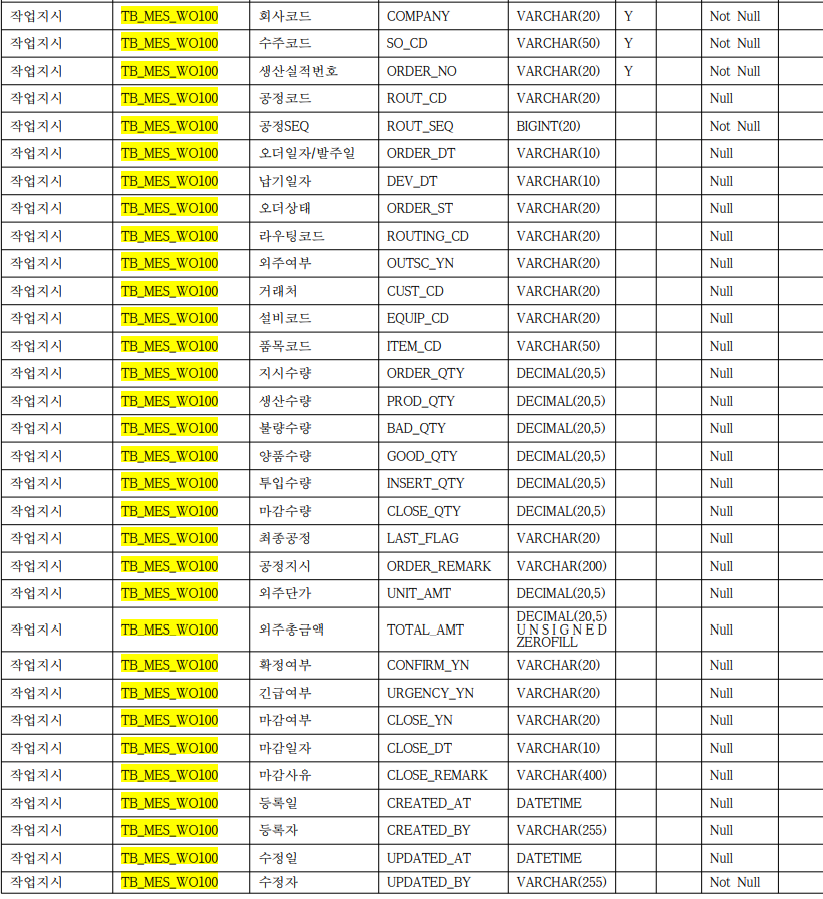 작업지시 TB_MES_WO100 회사코드 COMPANY VARCHAR(20) Y Not Null
작업지시 TB_MES_WO100 수주코드 SO_CD VARCHAR(50) Y Not Null
작업지시 TB_MES_WO100 생산실적번호 ORDER_NO VARCHAR(20) Y Not Null
작업지시 TB_MES_WO100 공정코드 ROUT_CD VARCHAR(20) Null
작업지시 TB_MES_WO100 공정SEQ ROUT_SEQ BIGINT(20) Not Null
작업지시 TB_MES_WO100 오더일자/발주일 ORDER_DT VARCHAR(10) Null
작업지시 TB_MES_WO100 납기일자 DEV_DT VARCHAR(10) Null
작업지시 TB_MES_WO100 오더상태 ORDER_ST VARCHAR(20) Null
작업지시 TB_MES_WO100 라우팅코드 ROUTING_CD VARCHAR(20) Null
작업지시 TB_MES_WO100 외주여부 OUTSC_YN VARCHAR(20) Null
작업지시 TB_MES_WO100 거래처 CUST_CD VARCHAR(20) Null
작업지시 TB_MES_WO100 설비코드 EQUIP_CD VARCHAR(20) Null
작업지시 TB_MES_WO100 품목코드 ITEM_CD VARCHAR(50) Null
작업지시 TB_MES_WO100 지시수량 ORDER_QTY DECIMAL(20,5) Null
작업지시 TB_MES_WO100 생산수량 PROD_QTY DECIMAL(20,5) Null
작업지시 TB_MES_WO100 불량수량 BAD_QTY DECIMAL(20,5) Null
작업지시 TB_MES_WO100 양품수량 GOOD_QTY DECIMAL(20,5) Null
작업지시 TB_MES_WO100 투입수량 INSERT_QTY DECIMAL(20,5) Null
작업지시 TB_MES_WO100 마감수량 CLOSE_QTY DECIMAL(20,5) Null
작업지시 TB_MES_WO100 최종공정 LAST_FLAG VARCHAR(20) Null
작업지시 TB_MES_WO100 공정지시 ORDER_REMARK VARCHAR(200) Null
작업지시 TB_MES_WO100 외주단가 UNIT_AMT DECIMAL(20,5) Null
작업지시 TB_MES_WO100 외주총금액 TOTAL_AMT DECIMAL(20,5)
UNSIGNED
ZEROFILL Null
작업지시 TB_MES_WO100 확정여부 CONFIRM_YN VARCHAR(20) Null
작업지시 TB_MES_WO100 긴급여부 URGENCY_YN VARCHAR(20) Null
작업지시 TB_MES_WO100 마감여부 CLOSE_YN VARCHAR(20) Null
작업지시 TB_MES_WO100 마감일자 CLOSE_DT VARCHAR(10) Null
작업지시 TB_MES_WO100 마감사유 CLOSE_REMARK VARCHAR(400) Null
작업지시 TB_MES_WO100 등록일 CREATED_AT DATETIME Null
작업지시 TB_MES_WO100 등록자 CREATED_BY VARCHAR(255) Null
작업지시 TB_MES_WO100 수정일 UPDATED_AT DATETIME Null
작업지시 TB_MES_WO100 수정자 UPDATED_BY VARCHAR(255) Not Null